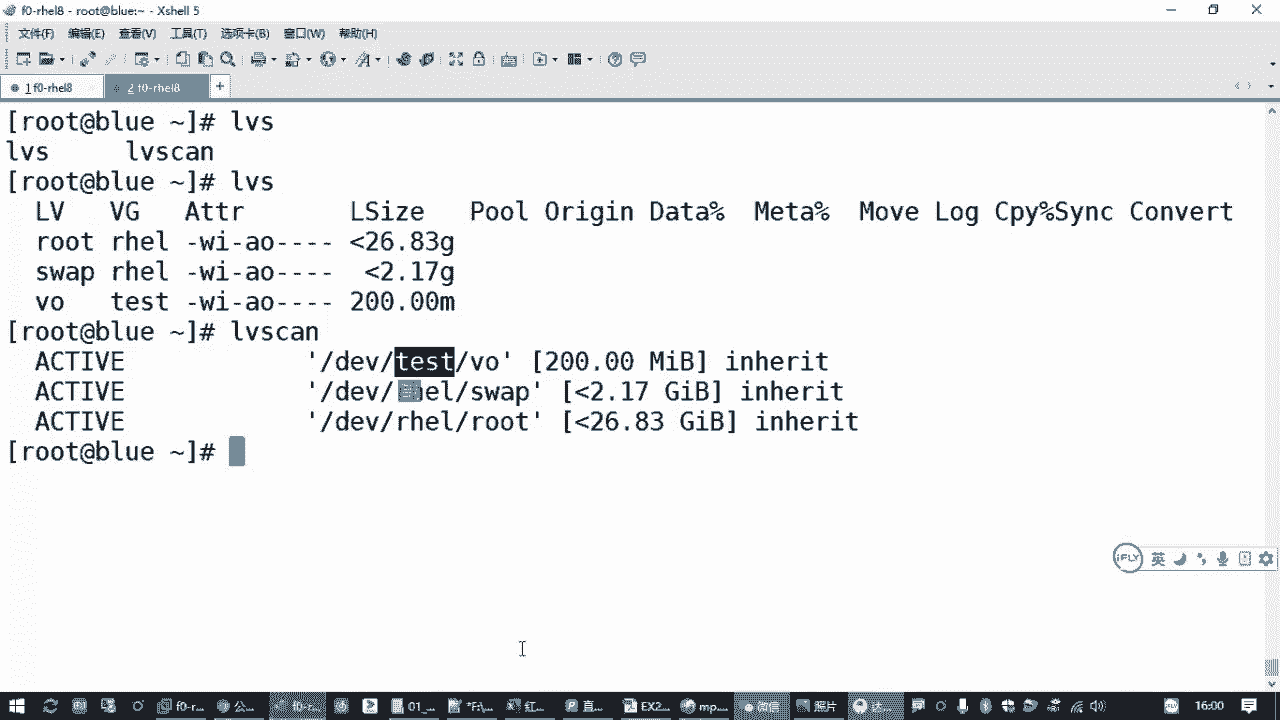 f0-rhel8 - root@blue:~ - Xshell 5
文件(F) 编辑(E) 查看(V) 工具(T) 选项卡(B) 窗口(W) 帮助(H)
1 f0-rhel8 2 f0-rhel8 +
[root@blue ~]# lvs
lvs lvscan
[root@blue ~]# lvs
LV VG Attr LSize Pool Origin Data% Meta% Move Log Cpy%Sync Convert
root rhel -wi-ao---- <26.83g
swap rhel -wi-ao---- <2.17g
vo test -wi-ao---- 200.00m
[root@blue ~]# lvscan
ACTIVE '/dev/test/vo' [200.00 MiB] inherit
ACTIVE '/dev/rhel/swap' [<2.17 GiB] inherit
ACTIVE '/dev/rhel/root' [<26.83 GiB] inherit
[root@blue ~]#
iFLY 英
f0-r... 公... f0-r... 01_... *F\... 红... 直... EX2... mp... 微信 照片 16:00